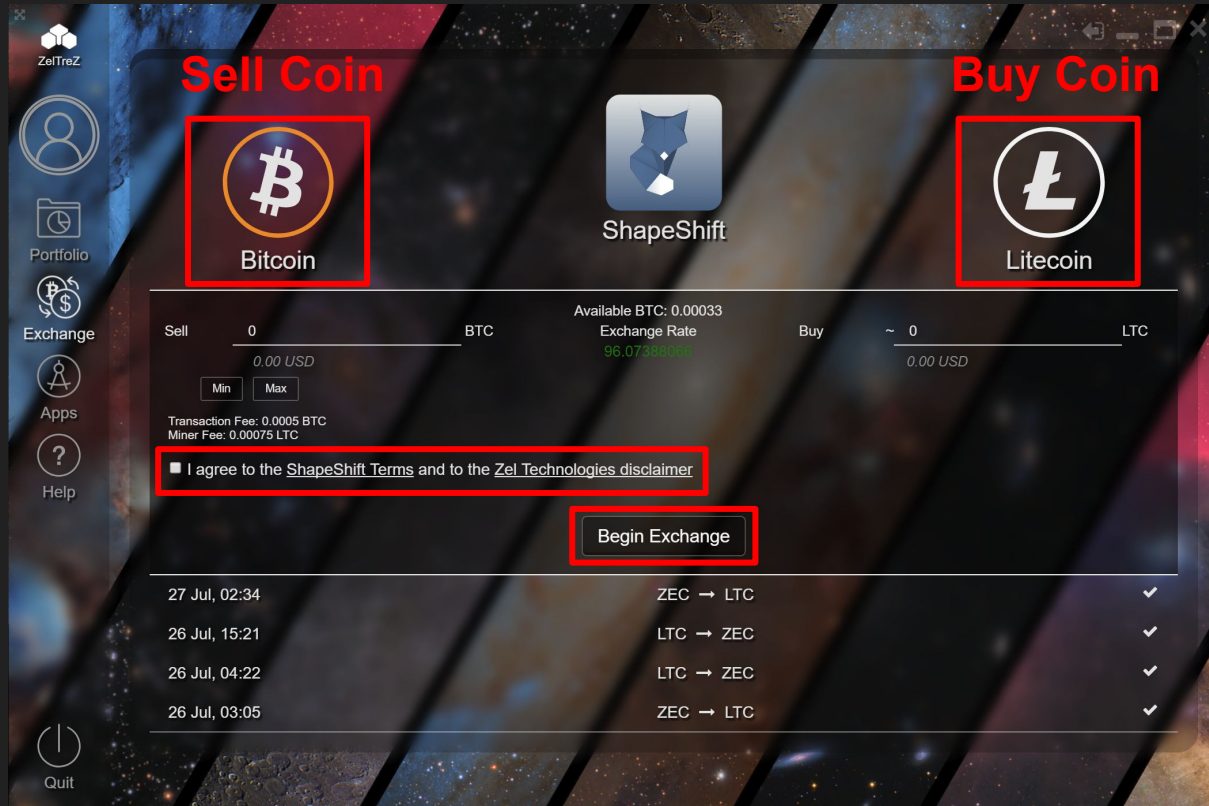 ZelTreZ
Portfolio
Exchange
Apps
Help
Quit
Sell Coin
Buy Coin
Bitcoin
ShapeShift
Litecoin
Available BTC: 0.00033
Sell 0 BTC
Exchange Rate
Buy ~ 0 LTC
0.00 USD
96.07388066
0.00 USD
Min Max
Transaction Fee: 0.0005 BTC
Miner Fee: 0.00075 LTC
I agree to the ShapeShift Terms and to the Zel Technologies disclaimer
Begin Exchange
27 Jul, 02:34 ZEC → LTC
26 Jul, 15:21 LTC → ZEC
26 Jul, 04:22 LTC → ZEC
26 Jul, 03:05 ZEC → LTC